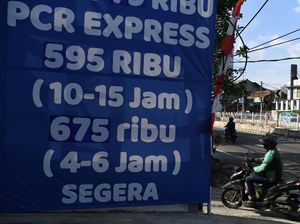 RIBU
PCR EXPRESS
595 RIBU
(10-15 Jam)
675 ribu
(4-6 Jam)
SEGERA